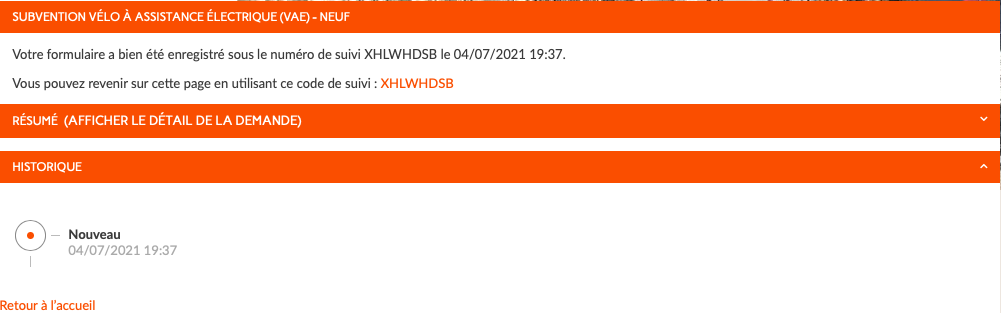 SUBVENTION VÉLO À ASSISTANCE ÉLECTRIQUE (VAE) - NEUF
Votre formulaire a bien été enregistré sous le numéro de suivi XHLWHDSB le 04/07/2021 19:37.
Vous pouvez revenir sur cette page en utilisant ce code de suivi : XHLWHDSB
RÉSUMÉ (AFFICHER LE DÉTAIL DE LA DEMANDE)
HISTORIQUE
Nouveau
04/07/2021 19:37
Retour à l'accueil